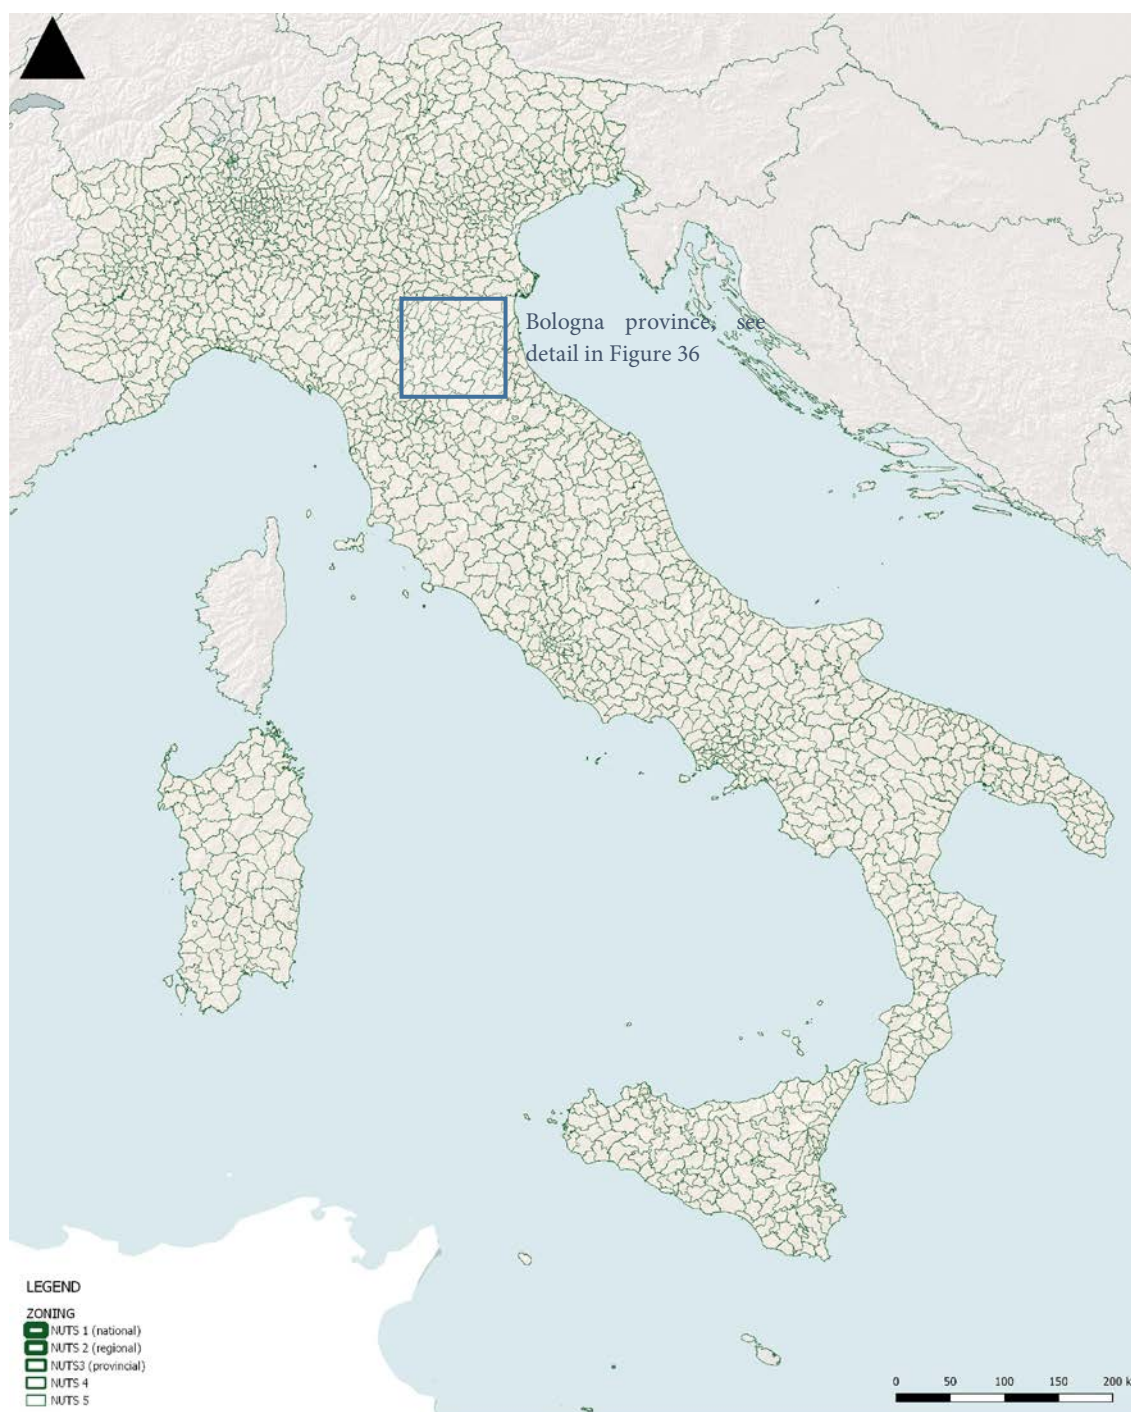 Bologna province, see
detail in Figure 36
LEGEND
ZONING
NUTS 1 (national)
NUTS 2 (regional)
NUTS3 (provincial)
NUTS 4
NUTS 5
0 50 100 150 200 k